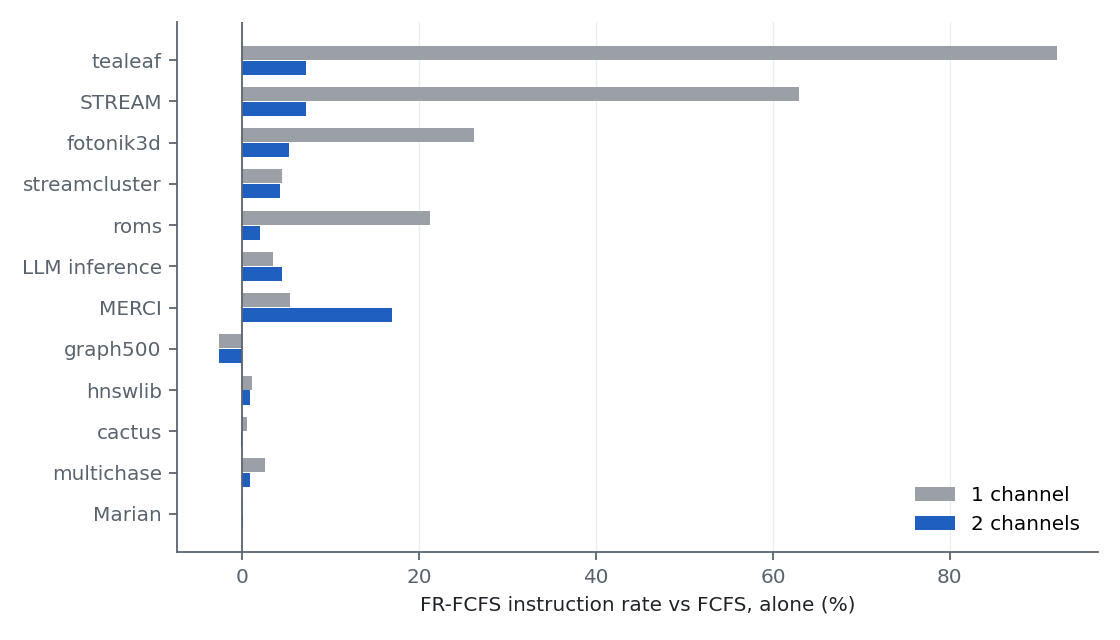 tealeaf
STREAM
fotonik3d
streamcluster
roms
LLM inference
MERCI
graph500
hnswlib
cactus
multichase
Marian
1 channel
2 channels
0 20 40 60 80
FR-FCFS instruction rate vs FCFS, alone (%)